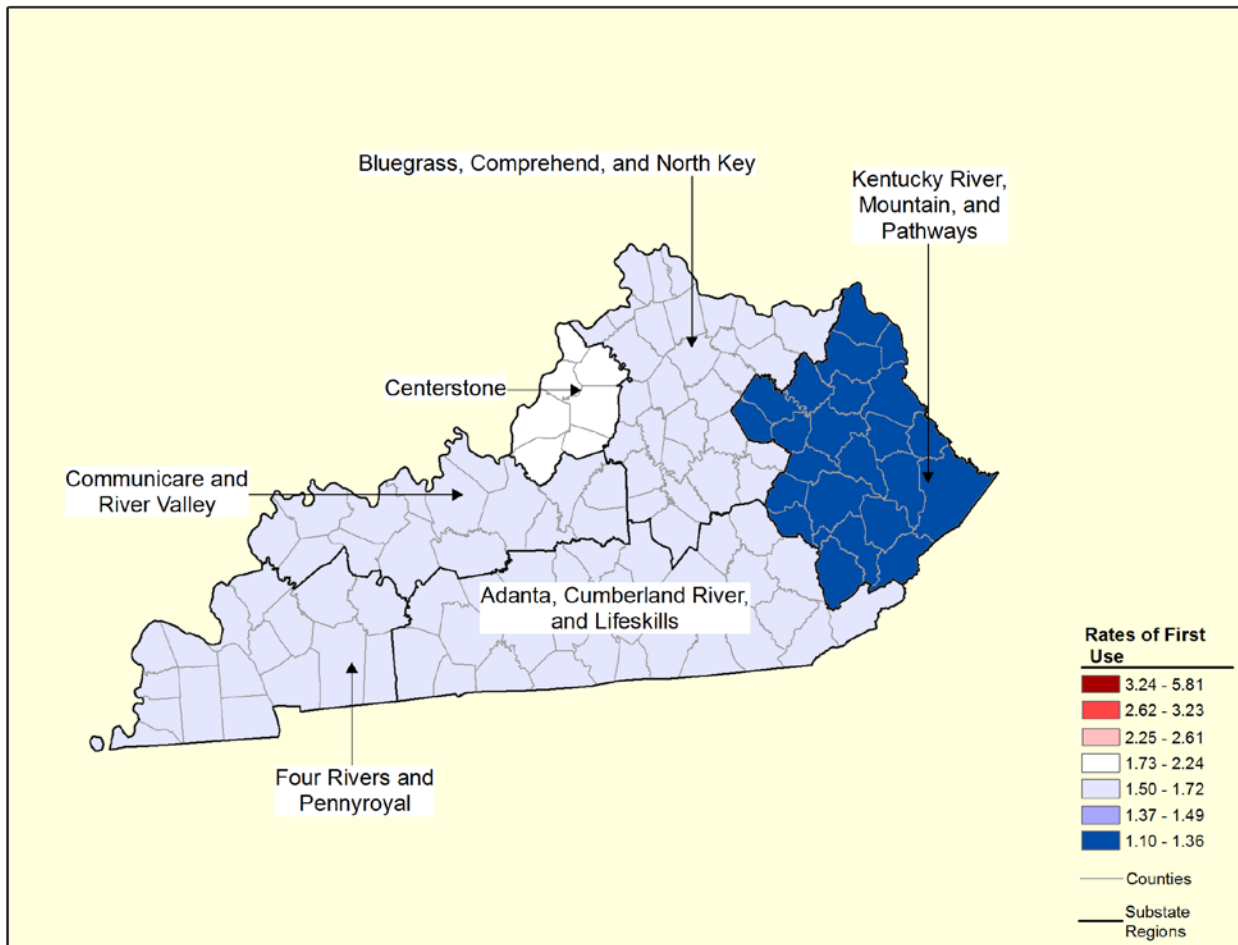 Bluegrass, Comprehend, and North Key
Kentucky River,
Mountain, and
Pathways
Centerstone
Communicare and
River Valley
Adanta, Cumberland River,
and Lifeskills
Four Rivers and
Pennyroyal
Rates of First
Use
3.24 - 5.81
2.62 - 3.23
2.25 - 2.61
1.73 - 2.24
1.50 - 1.72
1.37 - 1.49
1.10 - 1.36
Counties
Substate
Regions